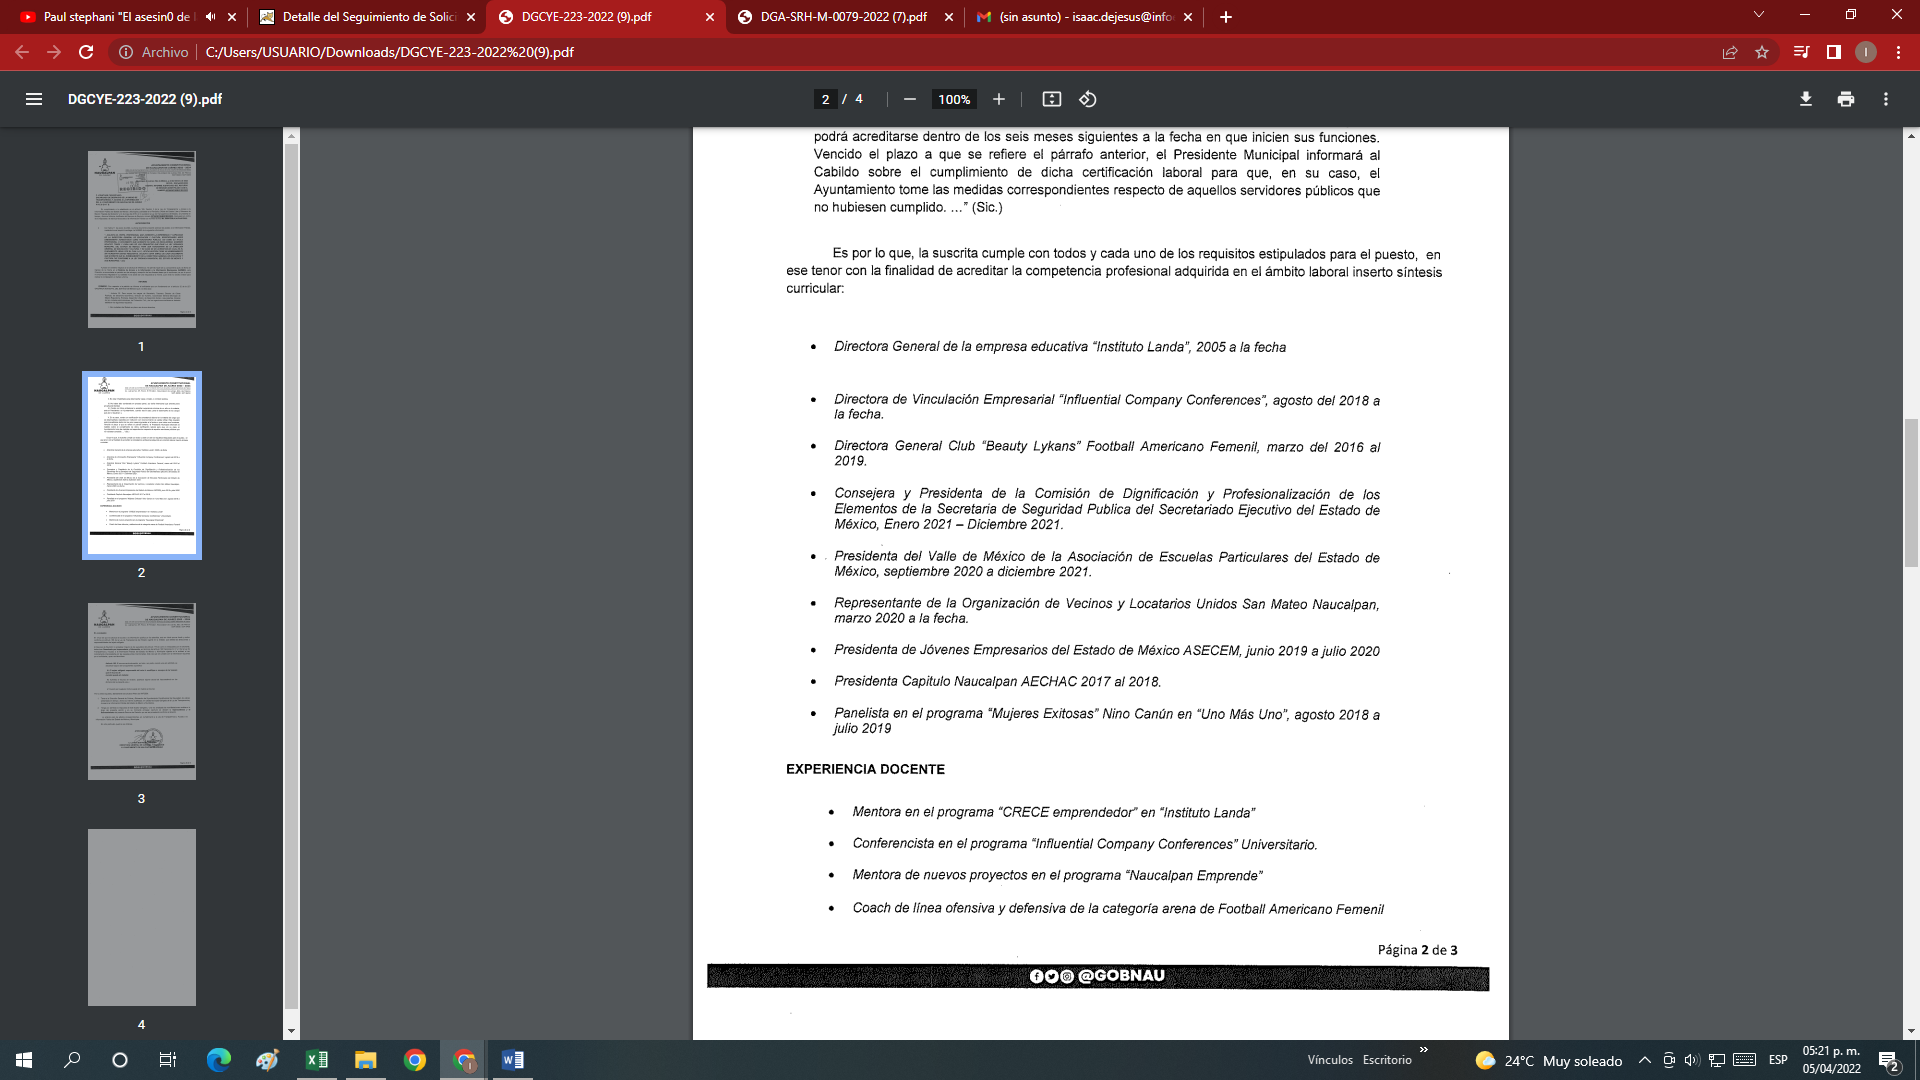 Paul stephani "El asesin0 de l
Detalle del Seguimiento de Solici
DGCYE-223-2022 (9).pdf
DGA-SRH-M-0079-2022 (7).pdf
(sin asunto) - isaac.dejesus@info
Archivo
C:/Users/USUARIO/Downloads/DGCYE-223-2022%20(9).pdf
I
DGCYE-223-2022 (9).pdf
2 / 4
100%
1
2
3
4
podrá acreditarse dentro de los seis meses siguientes a la fecha en que inicien sus funciones.
Vencido el plazo a que se refiere el párrafo anterior, el Presidente Municipal informará al
Cabildo sobre el cumplimiento de dicha certificación laboral para que, en su caso, el
Ayuntamiento tome las medidas correspondientes respecto de aquellos servidores públicos que
no hubiesen cumplido. …” (Sic.)
Es por lo que, la suscrita cumple con todos y cada uno de los requisitos estipulados para el puesto, en
ese tenor con la finalidad de acreditar la competencia profesional adquirida en el ámbito laboral inserto síntesis
curricular:
• Directora General de la empresa educativa “Instituto Landa”, 2005 a la fecha
• Directora de Vinculación Empresarial “Influential Company Conferences”, agosto del 2018 a
la fecha.
• Directora General Club “Beauty Lykans” Football Americano Femenil, marzo del 2016 al
2019.
• Consejera y Presidenta de la Comisión de Dignificación y Profesionalización de los
Elementos de la Secretaria de Seguridad Publica del Secretariado Ejecutivo del Estado de
México, Enero 2021 – Diciembre 2021.
• Presidenta del Valle de México de la Asociación de Escuelas Particulares del Estado de
México, septiembre 2020 a diciembre 2021.
• Representante de la Organización de Vecinos y Locatarios Unidos San Mateo Naucalpan,
marzo 2020 a la fecha.
• Presidenta de Jóvenes Empresarios del Estado de México ASECEM, junio 2019 a julio 2020
• Presidenta Capitulo Naucalpan AECHAC 2017 al 2018.
• Panelista en el programa “Mujeres Exitosas” Nino Canún en “Uno Más Uno”, agosto 2018 a
julio 2019
EXPERIENCIA DOCENTE
• Mentora en el programa “CRECE emprendedor” en “Instituto Landa”
• Conferencista en el programa “Influential Company Conferences” Universitario.
• Mentora de nuevos proyectos en el programa “Naucalpan Emprende”
• Coach de línea ofensiva y defensiva de la categoría arena de Football Americano Femenil
Página 2 de 3
@GOBNAU
Vínculos
Escritorio
24°C Muy soleado
ESP
05:21 p. m.
05/04/2022
2